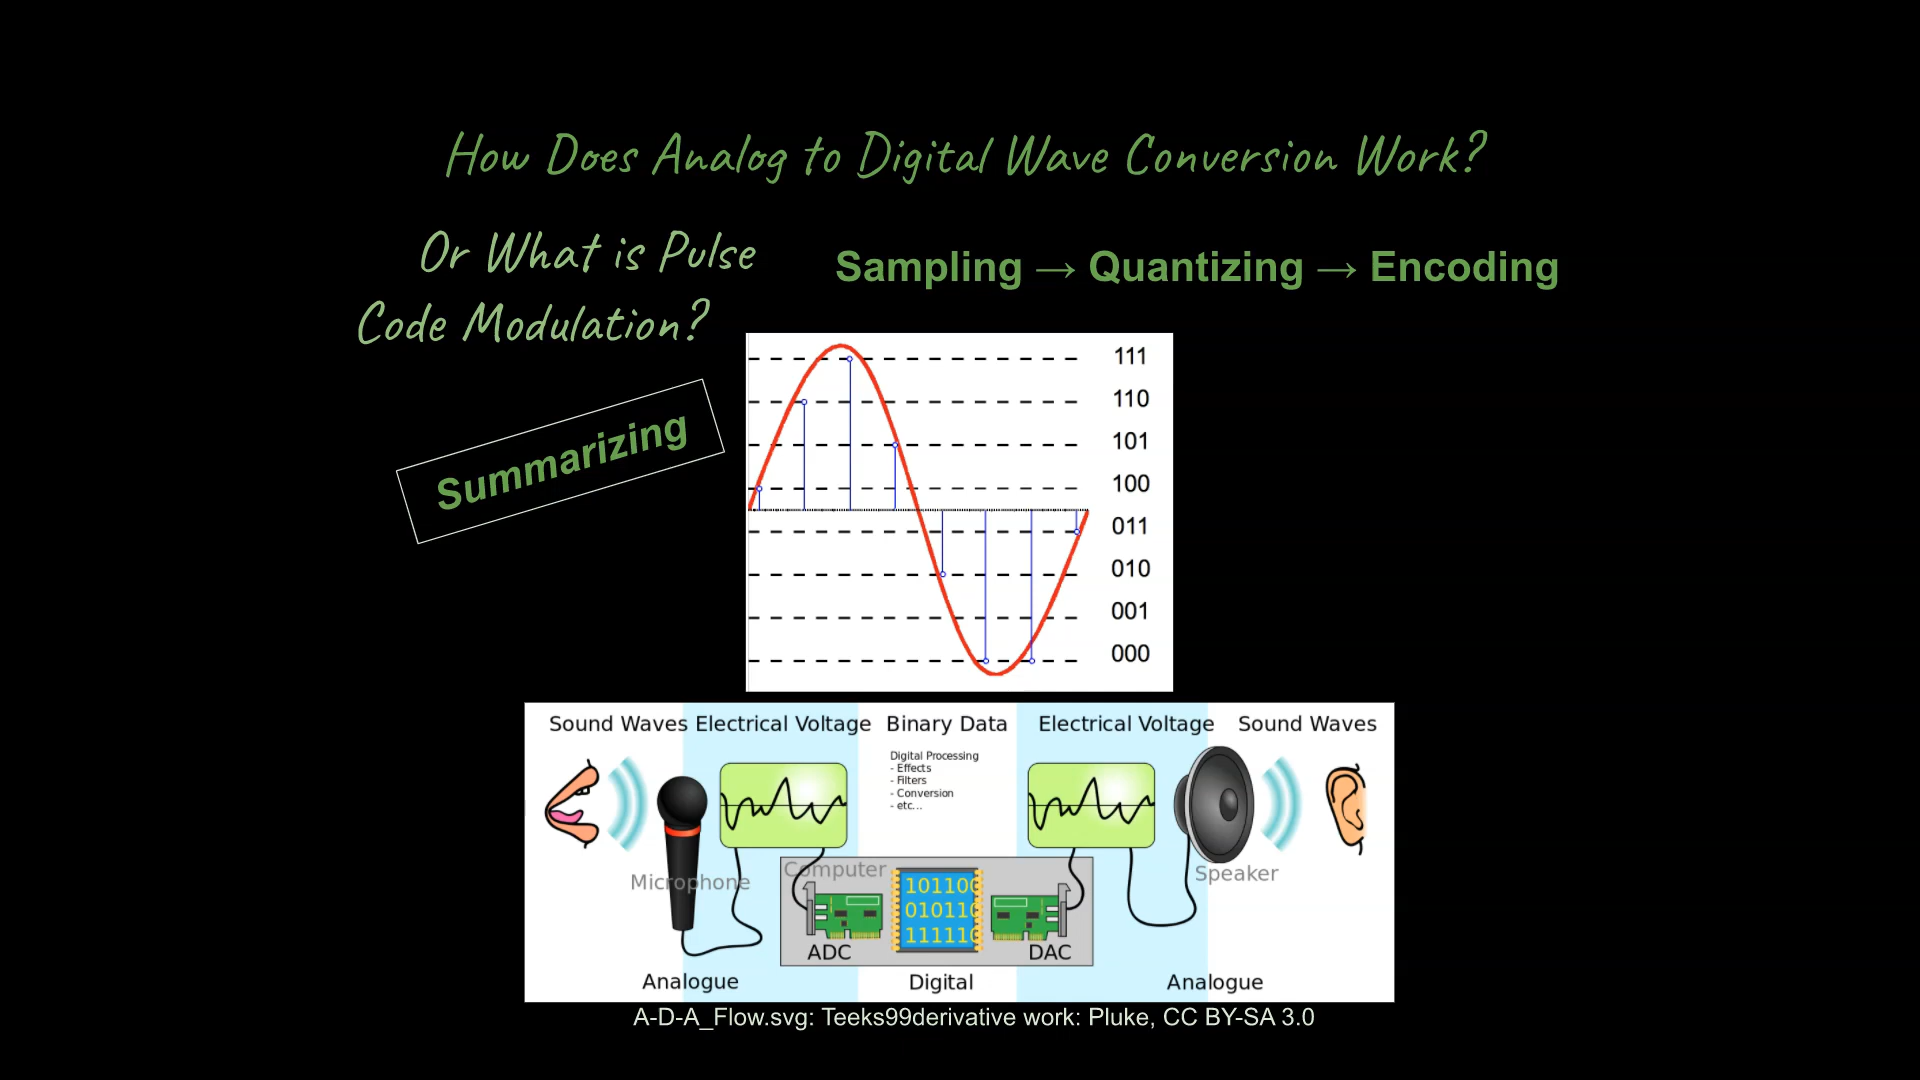 How Does Analog to Digital Wave Conversion Work?
Or What is Pulse
Code Modulation?
Sampling → Quantizing → Encoding
Summarizing
111
110
101
100
011
010
001
000
Sound Waves Electrical Voltage Binary Data Electrical Voltage Sound Waves
Digital Processing
- Effects
- Filters
- Conversion
- etc...
Microphone
Computer
Speaker
101100
010110
111110
ADC
DAC
Analogue Digital Analogue
A-D-A_Flow.svg: Teeks99derivative work: Pluke, CC BY-SA 3.0